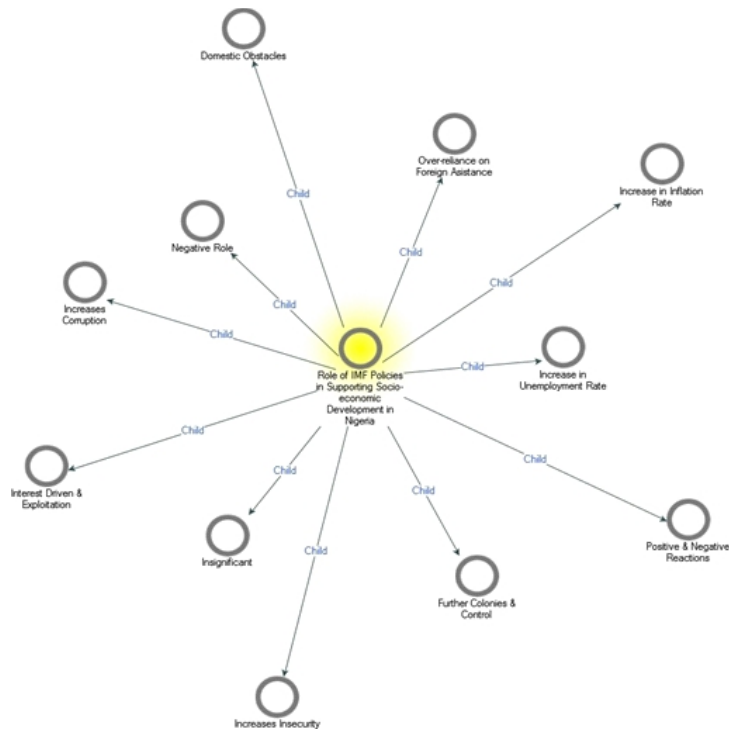 Domestic Obstacles
Over-reliance on
Foreign Asistance
Increase in Inflation
Rate
Child
Negative Role
Child
Child
Increases
Corruption
Child
Child
Child
Increase in
Unemployment Rate
Role of IMF Policies
in Supporting Socio-
economic
Development in
Nigeria
Child
Child
Interest Driven &
Exploitation
Child
Child
Child
Insignificant
Child
Positive & Negative
Reactions
Further Colonies &
Control
Increases Insecurity